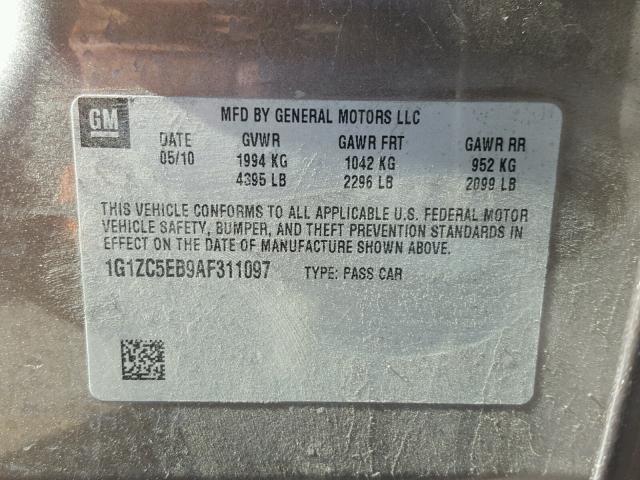 GM
MFD BY GENERAL MOTORS LLC
DATE GVWR GAWR FRT GAWR RR
05/10 1994 KG 1042 KG 952 KG
4395 LB 2296 LB 2099 LB
THIS VEHICLE CONFORMS TO ALL APPLICABLE U.S. FEDERAL MOTOR
VEHICLE SAFETY, BUMPER, AND THEFT PREVENTION STANDARDS IN
EFFECT ON THE DATE OF MANUFACTURE SHOWN ABOVE.
1G1ZC5EB9AF311097 TYPE: PASS CAR